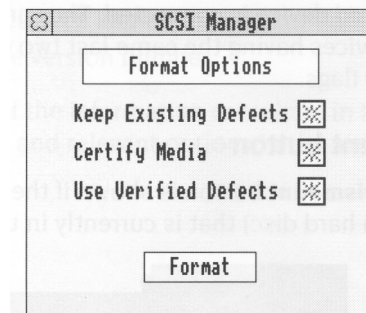 SCSI Manager
Format Options
Keep Existing Defects
Certify Media
Use Verified Defects
Format